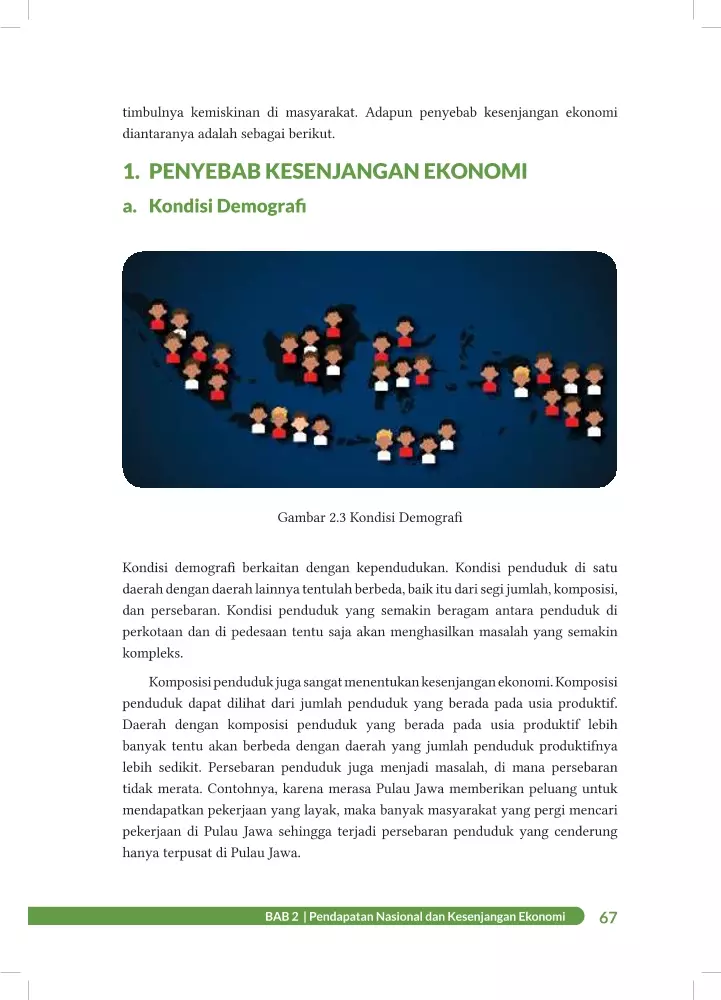 timbulnya kemiskinan di masyarakat. Adapun penyebab kesenjangan ekonomi
diantaranya adalah sebagai berikut.
1. PENYEBAB KESENJANGAN EKONOMI
a. Kondisi Demografi
Gambar 2.3 Kondisi Demografi
Kondisi demografi berkaitan dengan kependudukan. Kondisi penduduk di satu
daerah dengan daerah lainnya tentulah berbeda, baik itu dari segi jumlah, komposisi,
dan persebaran. Kondisi penduduk yang semakin beragam antara penduduk di
perkotaan dan di pedesaan tentu saja akan menghasilkan masalah yang semakin
kompleks.
Komposisi penduduk juga sangat menentukan kesenjangan ekonomi. Komposisi
penduduk dapat dilihat dari jumlah penduduk yang berada pada usia produktif.
Daerah dengan komposisi penduduk yang berada pada usia produktif lebih
banyak tentu akan berbeda dengan daerah yang jumlah penduduk produktifnya
lebih sedikit. Persebaran penduduk juga menjadi masalah, di mana persebaran
tidak merata. Contohnya, karena merasa Pulau Jawa memberikan peluang untuk
mendapatkan pekerjaan yang layak, maka banyak masyarakat yang pergi mencari
pekerjaan di Pulau Jawa sehingga terjadi persebaran penduduk yang cenderung
hanya terpusat di Pulau Jawa.
BAB 2 | Pendapatan Nasional dan Kesenjangan Ekonomi 67